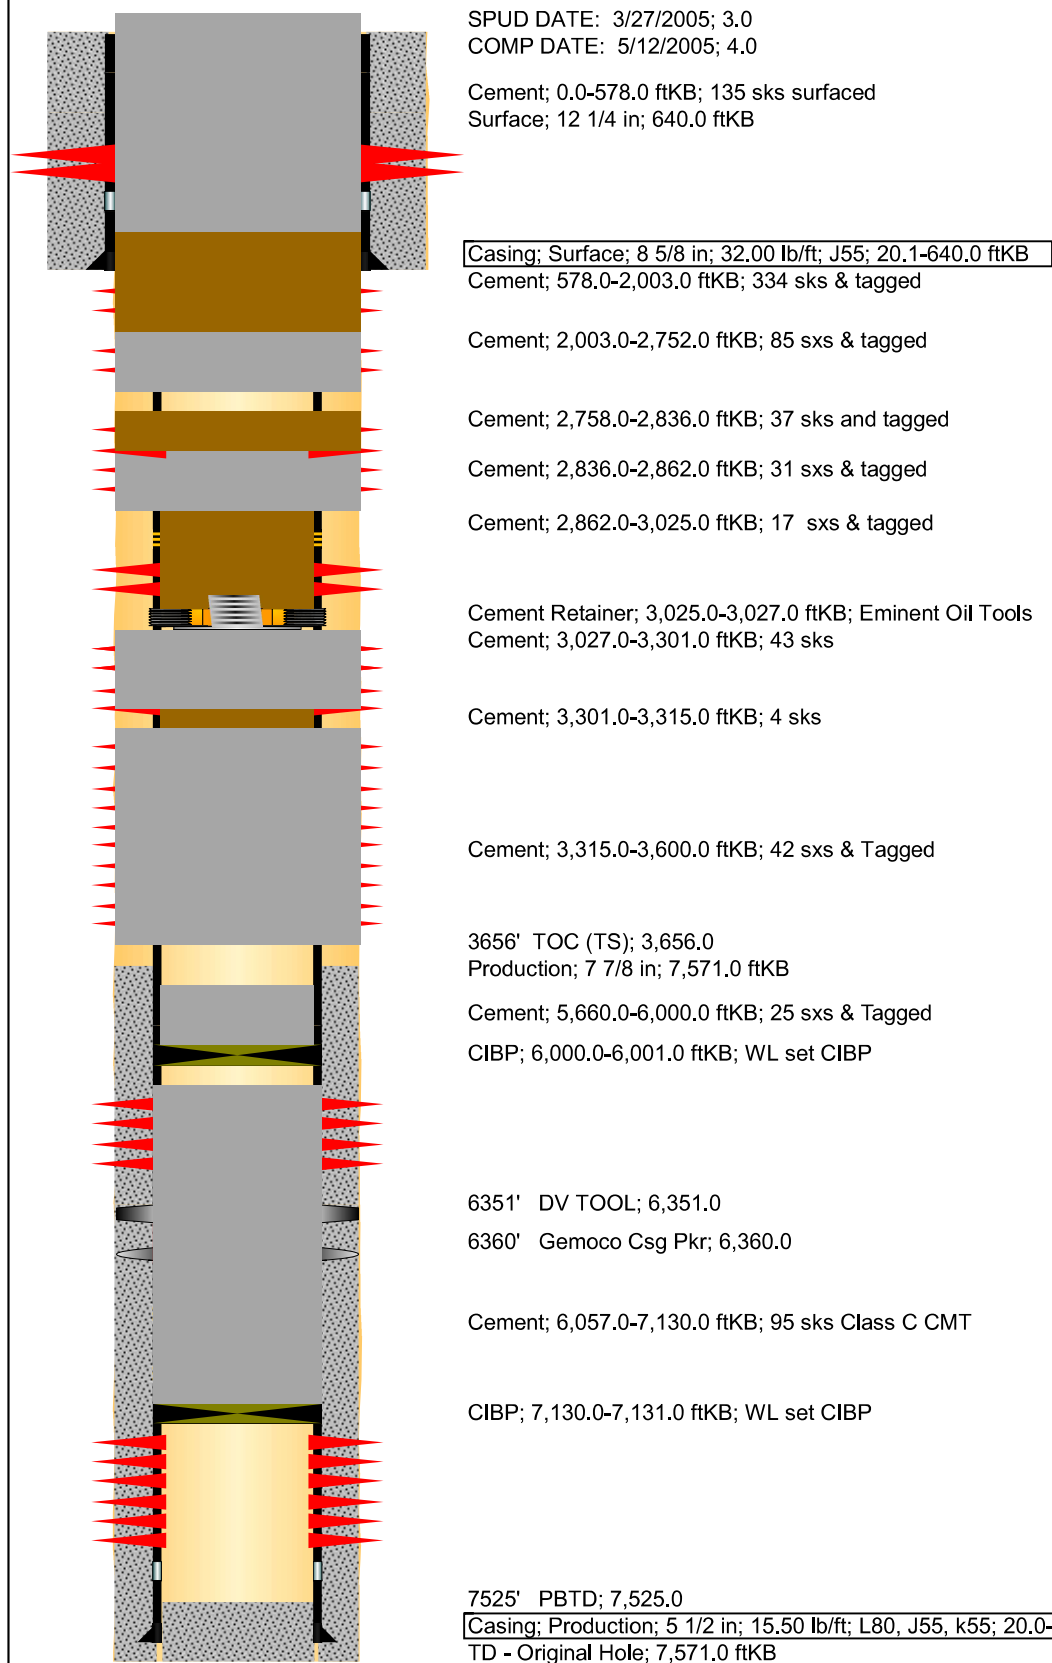 SPUD DATE: 3/27/2005; 3.0
COMP DATE: 5/12/2005; 4.0
Cement; 0.0-578.0 ftKB; 135 sks surfaced
Surface; 12 1/4 in; 640.0 ftKB
Casing; Surface; 8 5/8 in; 32.00 lb/ft; J55; 20.1-640.0 ftKB
Cement; 578.0-2,003.0 ftKB; 334 sks & tagged
Cement; 2,003.0-2,752.0 ftKB; 85 sxs & tagged
Cement; 2,758.0-2,836.0 ftKB; 37 sks and tagged
Cement; 2,836.0-2,862.0 ftKB; 31 sxs & tagged
Cement; 2,862.0-3,025.0 ftKB; 17 sxs & tagged
Cement Retainer; 3,025.0-3,027.0 ftKB; Eminent Oil Tools
Cement; 3,027.0-3,301.0 ftKB; 43 sks
Cement; 3,301.0-3,315.0 ftKB; 4 sks
Cement; 3,315.0-3,600.0 ftKB; 42 sxs & Tagged
3656' TOC (TS); 3,656.0
Production; 7 7/8 in; 7,571.0 ftKB
Cement; 5,660.0-6,000.0 ftKB; 25 sxs & Tagged
CIBP; 6,000.0-6,001.0 ftKB; WL set CIBP
6351' DV TOOL; 6,351.0
6360' Gemoco Csg Pkr; 6,360.0
Cement; 6,057.0-7,130.0 ftKB; 95 sks Class C CMT
CIBP; 7,130.0-7,131.0 ftKB; WL set CIBP
7525' PBTD; 7,525.0
Casing; Production; 5 1/2 in; 15.50 lb/ft; L80, J55, k55; 20.0-
TD - Original Hole; 7,571.0 ftKB